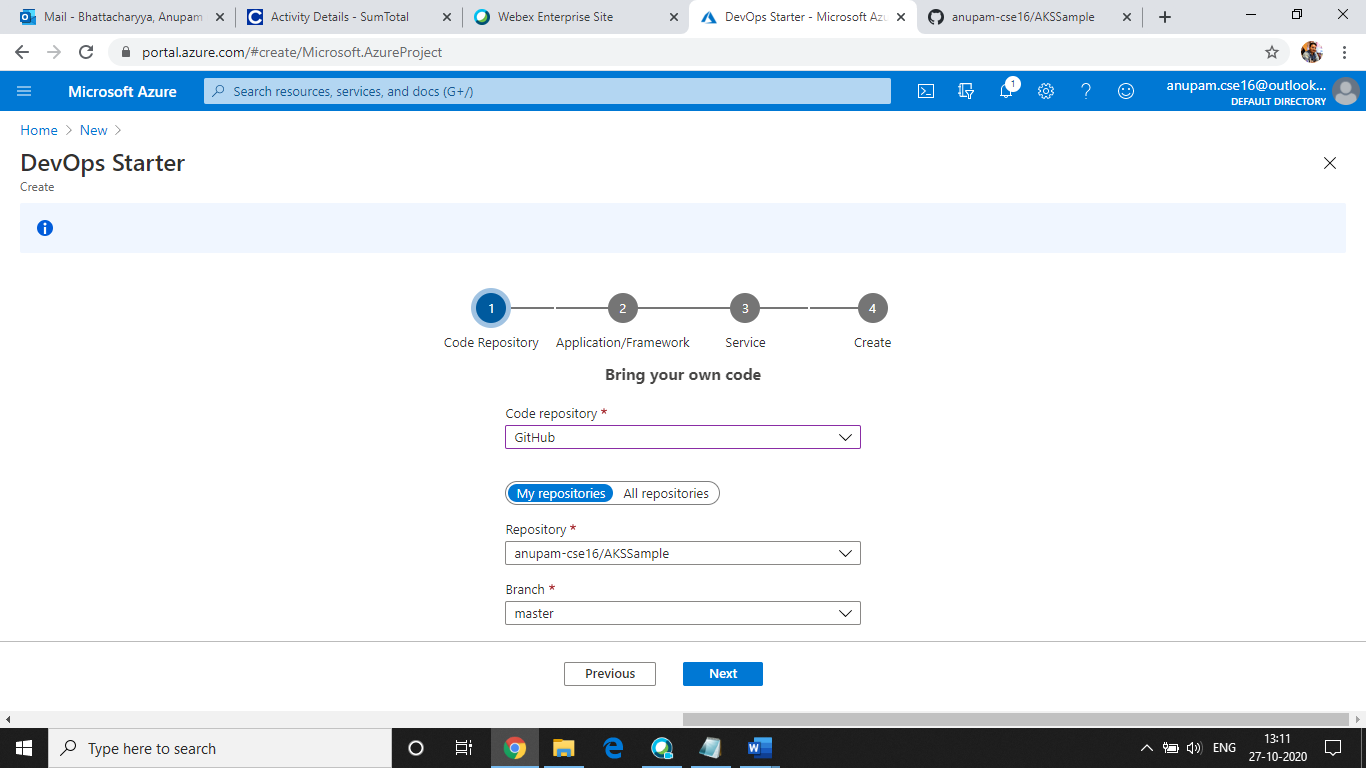 Mail - Bhattacharyya, Anupam
Activity Details - SumTotal
Webex Enterprise Site
DevOps Starter - Microsoft Az
anupam-cse16/AKSSample
portal.azure.com/#create/Microsoft.AzureProject
Microsoft Azure
Search resources, services, and docs (G+/)
1
anupam.cse16@outlook...
DEFAULT DIRECTORY
Home > New >
DevOps Starter
Create
1
2
3
4
Code Repository
Application/Framework
Service
Create
Bring your own code
Code repository *
GitHub
My repositories
All repositories
Repository *
anupam-cse16/AKSSample
Branch *
master
Previous
Next
Type here to search
ENG
13:11
27-10-2020